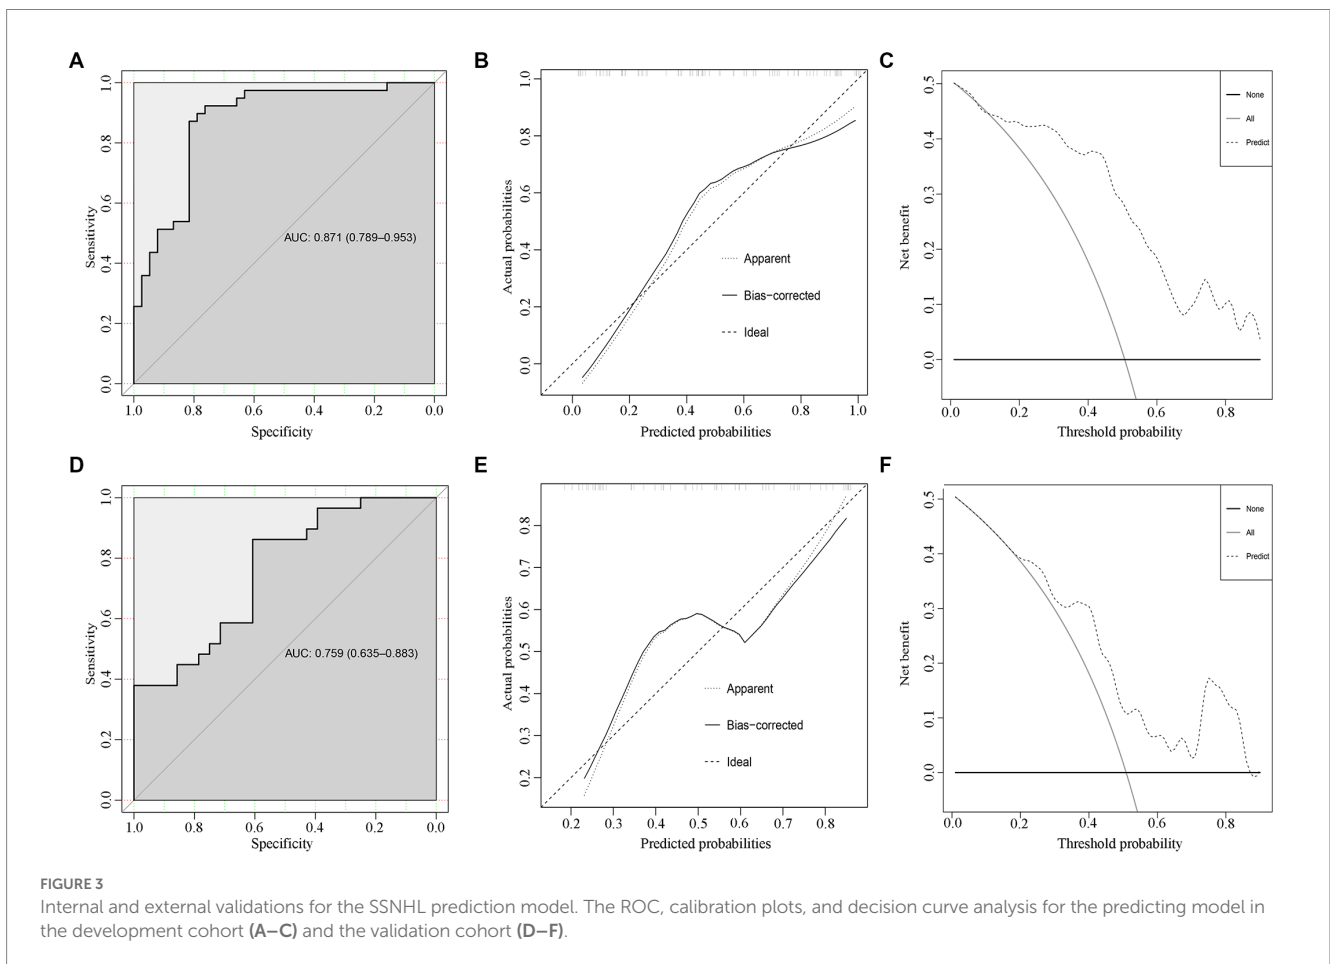 A
1.0
0.8
0.6
0.4
0.2
0.0
Sensitivity
AUC: 0.871 (0.789–0.953)
1.0 0.8 0.6 0.4 0.2 0.0
Specificity
B
1.0
0.8
0.6
0.4
0.2
0.0
Actual probabilities
Apparent
Bias−corrected
Ideal
0.0 0.2 0.4 0.6 0.8 1.0
Predicted probabilities
C
0.5
0.4
0.3
0.2
0.1
0.0
Net benefit
None
All
Predict
0.0 0.2 0.4 0.6 0.8
Threshold probability
D
1.0
0.8
0.6
0.4
0.2
0.0
Sensitivity
AUC: 0.759 (0.635–0.883)
1.0 0.8 0.6 0.4 0.2 0.0
Specificity
E
0.8
0.7
0.6
0.5
0.4
0.3
0.2
Actual probabilities
Apparent
Bias−corrected
Ideal
0.2 0.3 0.4 0.5 0.6 0.7 0.8
Predicted probabilities
F
0.5
0.4
0.3
0.2
0.1
0.0
Net benefit
None
All
Predict
0.0 0.2 0.4 0.6 0.8
Threshold probability
FIGURE 3
Internal and external validations for the SSNHL prediction model. The ROC, calibration plots, and decision curve analysis for the predicting model in
the development cohort (A–C) and the validation cohort (D–F).